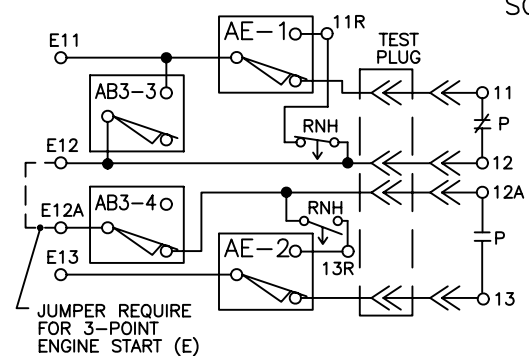 SC
E11
AE-1
11R
TEST
PLUG
AB3-3
11
RNH
P
E12
12
12A
AB3-4
E12A
RNH
P
AE-2
E13
13R
13
JUMPER REQUIRE
FOR 3-POINT
ENGINE START (E)